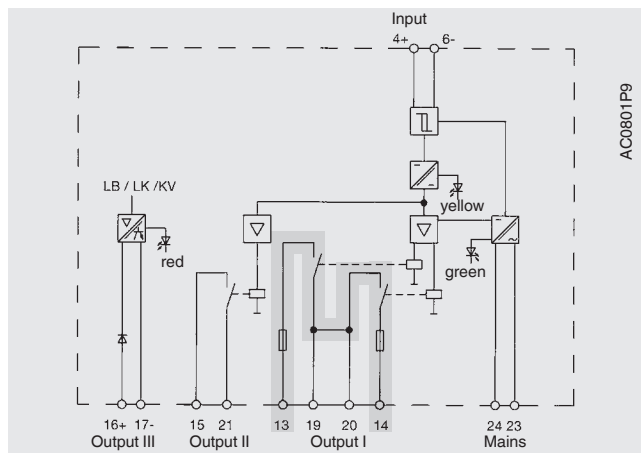 Input
4+ 6-
AC0801P9
LB / LK /KV
yellow
red
green
16+ 17- 15 21 13 19 20 14 24 23
Output III Output II Output I Mains